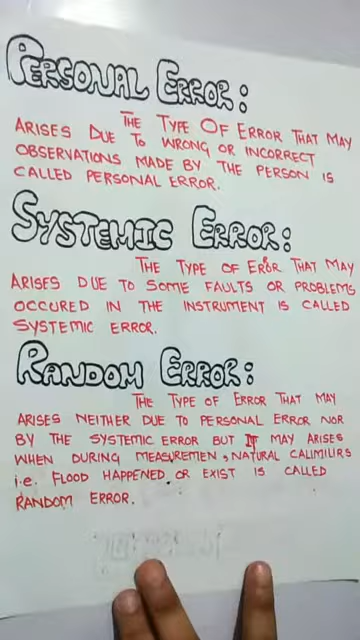 PERSONAL ERROR:
THE TYPE OF ERROR THAT MAY
ARISES DUE TO WRONG OR INCORRECT
OBSERVATIONS MADE BY THE PERSON IS
CALLED PERSONAL ERROR.
SYSTEMIC ERROR:
THE TYPE OF EROR THAT MAY
ARISES DUE TO SOME FAULTS OR PROBLEMS
OCCURED IN THE INSTRUMENT IS CALLED
SYSTEMIC ERROR.
RANDOM ERROR:
THE TYPE OF ERROR THAT MAY
ARISES NEITHER DUE TO PERSONAL ERROR NOR
BY THE SYSTEMIC ERROR BUT IT MAY ARISES
WHEN DURING MEASUREMEN, NATURAL CALIMILIRS
i.e. FLOOD HAPPENED OR EXIST IS CALLED
RANDOM ERROR.